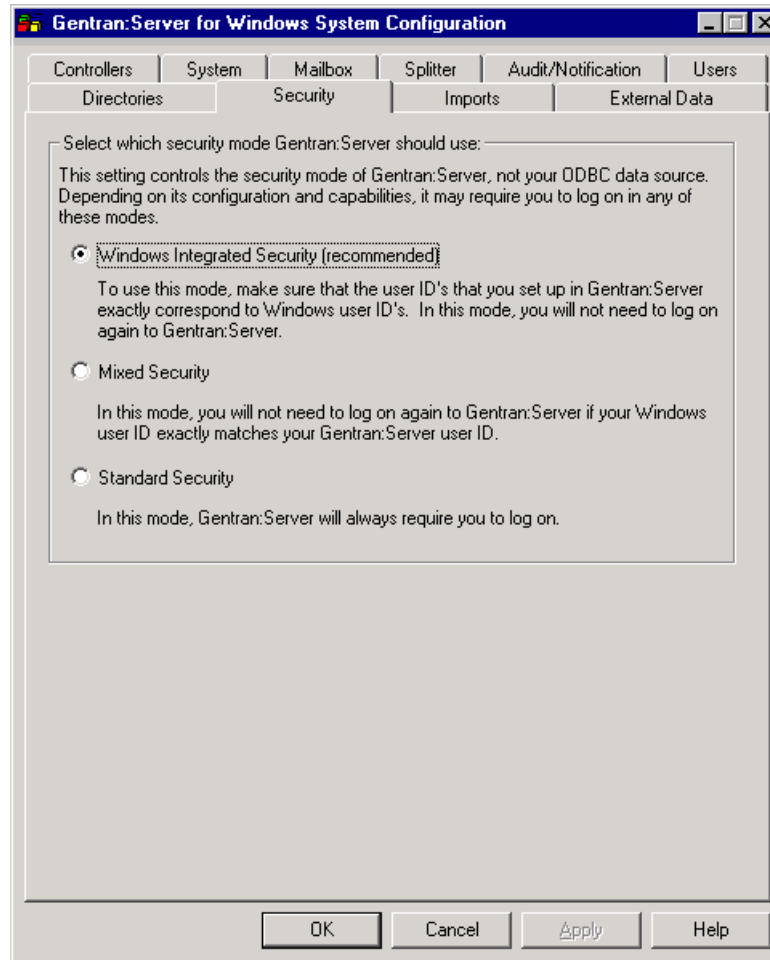 Gentran:Server for Windows System Configuration
Controllers System Mailbox Splitter Audit/Notification Users
Directories Security Imports External Data
Select which security mode Gentran:Server should use:
This setting controls the security mode of Gentran:Server, not your ODBC data source.
Depending on its configuration and capabilities, it may require you to log on in any of
these modes.
Windows Integrated Security (recommended)
To use this mode, make sure that the user ID's that you set up in Gentran:Server
exactly correspond to Windows user ID's. In this mode, you will not need to log on
again to Gentran:Server.
Mixed Security
In this mode, you will not need to log on again to Gentran:Server if your Windows
user ID exactly matches your Gentran:Server user ID.
Standard Security
In this mode, Gentran:Server will always require you to log on.
OK Cancel Apply Help